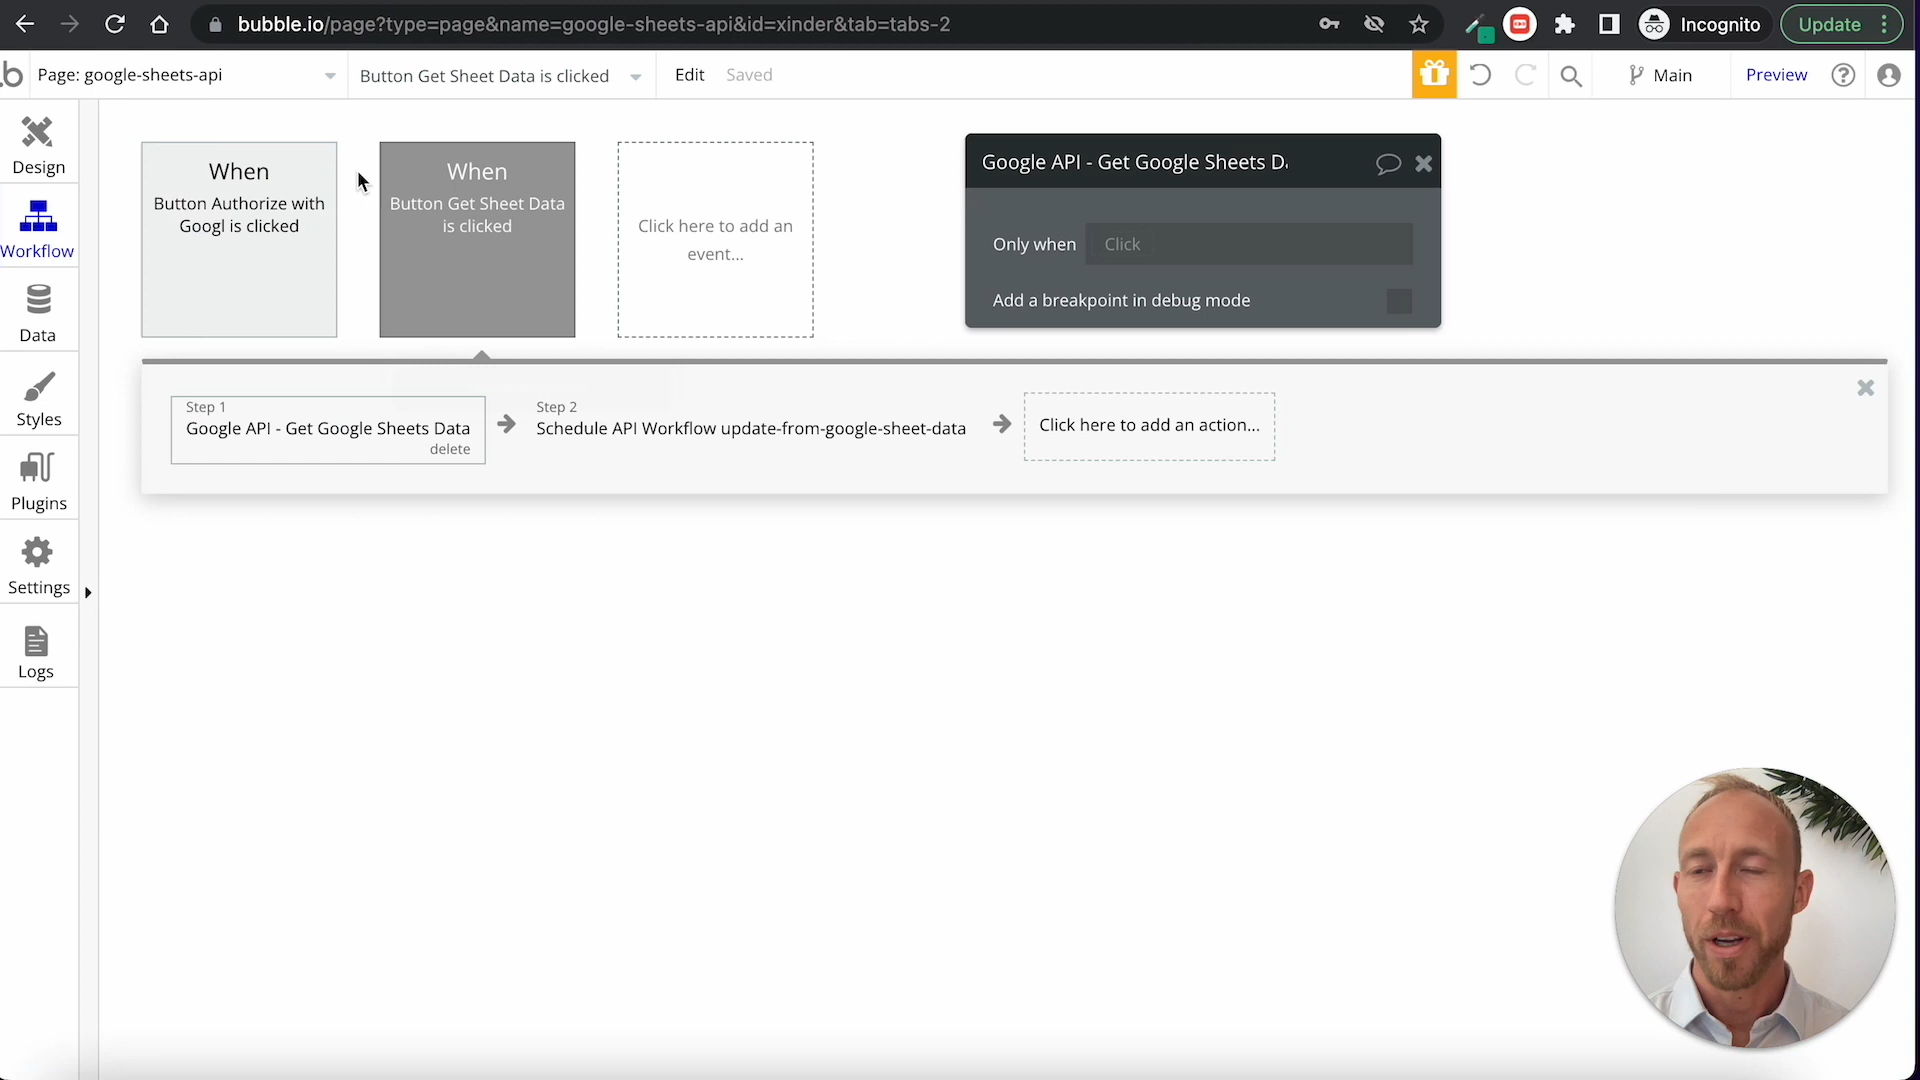 bubble.io/page?type=page&name=google-sheets-api&id=xinder&tab=tabs-2
Incognito
Update
Page: google-sheets-api
Button Get Sheet Data is clicked
Edit
Saved
Main
Preview
Design
Workflow
Data
Styles
Plugins
Settings
Logs
When
Button Authorize with
Googl is clicked
When
Button Get Sheet Data
is clicked
Click here to add an
event...
Google API - Get Google Sheets D
Only when
Click
Add a breakpoint in debug mode
Step 1
Google API - Get Google Sheets Data
delete
Step 2
Schedule API Workflow update-from-google-sheet-data
Click here to add an action...